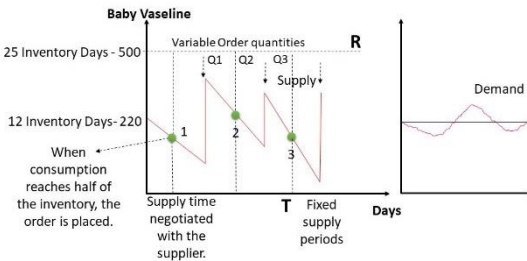 Baby Vaseline
25 Inventory Days- 500
Variable Order quantities
R
Q1
Q2
Q3
Supply
Demand
12 Inventory Days- 220
1
2
3
When
consumption
reaches half of
the inventory, the
order is placed.
Supply time
negotiated
with the
supplier.
T
Fixed
supply
periods
Days